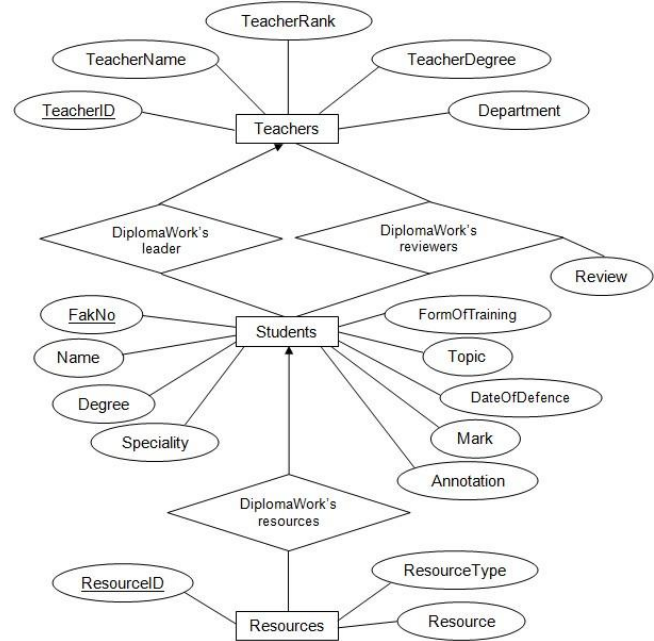 TeacherRank
TeacherName
TeacherDegree
TeacherID
Department
Teachers
DiplomaWork's
leader
DiplomaWork's
reviewers
Review
FakNo
FormOfTraining
Students
Name
Topic
Degree
DateOfDefence
Speciality
Mark
Annotation
DiplomaWork's
resources
ResourceID
ResourceType
Resources
Resource